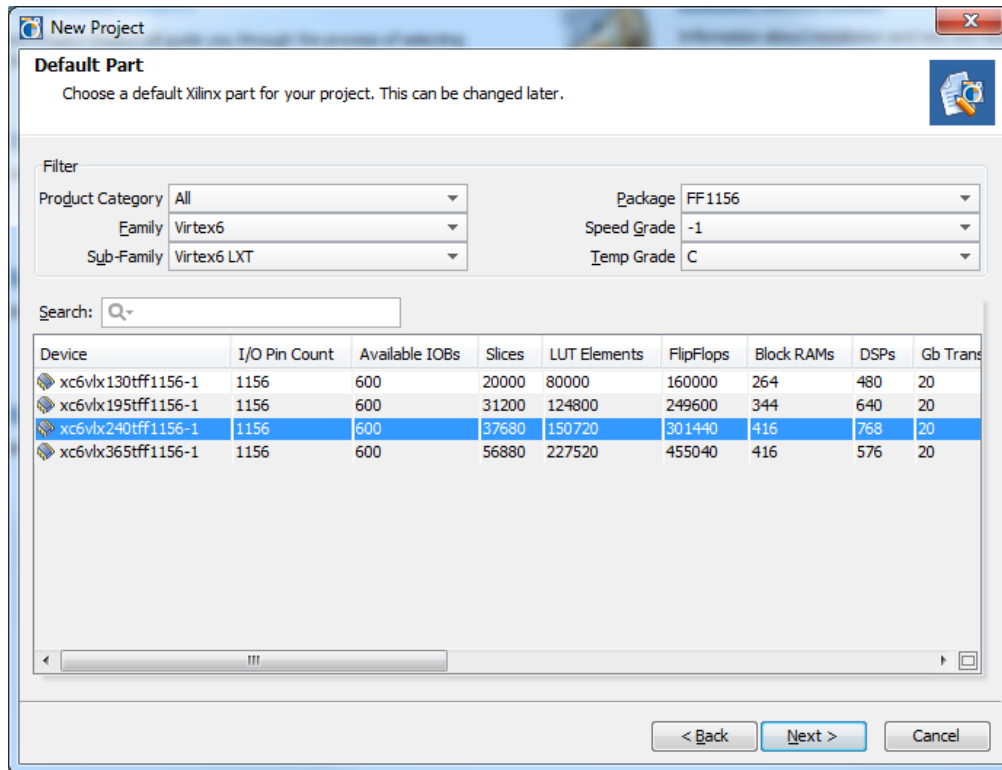 New Project
Default Part
Choose a default Xilinx part for your project. This can be changed later.
Filter
Product Category All Package FF1156
Family Virtex6 Speed Grade -1
Sub-Family Virtex6 LXT Temp Grade C
Search:
Device I/O Pin Count Available IOBs Slices LUT Elements FlipFlops Block RAMs DSPs Gb Trans
xc6vlx130tff1156-1 1156 600 20000 80000 160000 264 480 20
xc6vlx195tff1156-1 1156 600 31200 124800 249600 344 640 20
xc6vlx240tff1156-1 1156 600 37680 150720 301440 416 768 20
xc6vlx365tff1156-1 1156 600 56880 227520 455040 416 576 20
< Back Next > Cancel